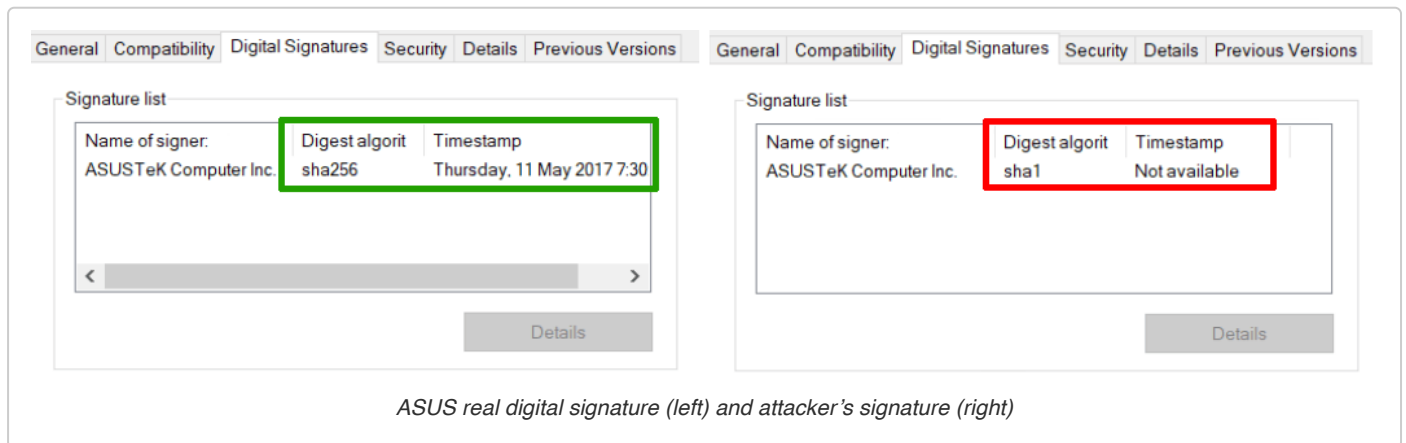 General Compatibility Digital Signatures Security Details Previous Versions
Signature list
Name of signer: Digest algorit Timestamp
ASUSTeK Computer Inc. sha256 Thursday, 11 May 2017 7:30
Details
General Compatibility Digital Signatures Security Details Previous Versions
Signature list
Name of signer: Digest algorit Timestamp
ASUSTeK Computer Inc. sha1 Not available
Details
ASUS real digital signature (left) and attacker’s signature (right)